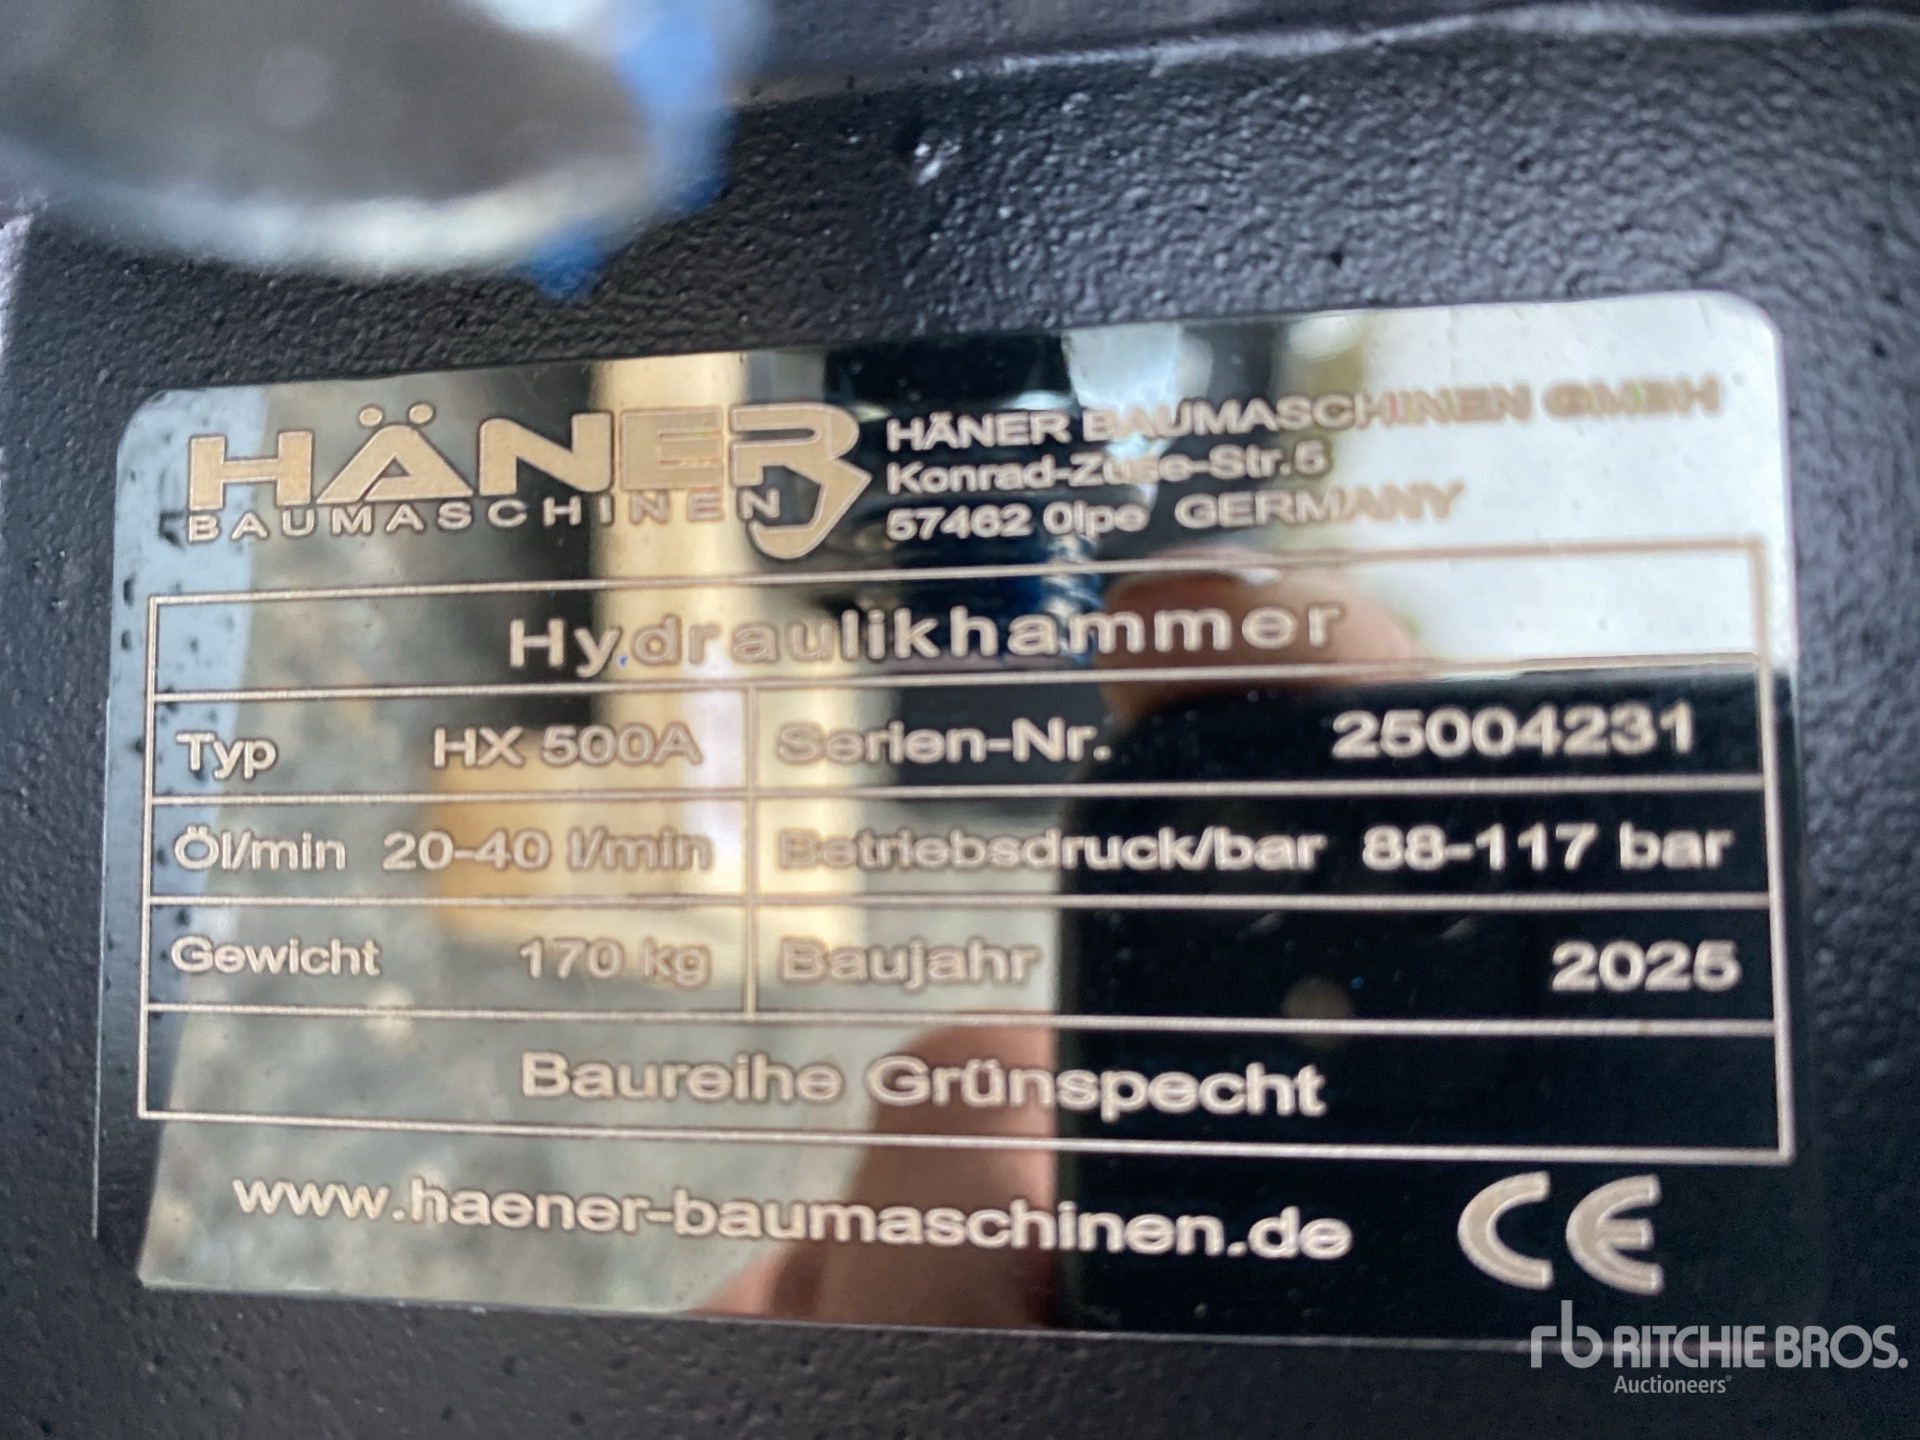 HÄNER
BAUMASCHINEN
HÄNER BAUMASCHINEN GMBH
Konrad-Zuse-Str.5
57462 Olpe GERMANY
Hydraulikhammer
Typ HX 500A Serien-Nr. 25004231
Öl/min 20-40 l/min Betriebsdruck/bar 88-117 bar
Gewicht 170 kg Baujahr 2025
Baureihe Grünspecht
www.haener-baumaschinen.de CE
rb RITCHIE BROS.
Auctioneers